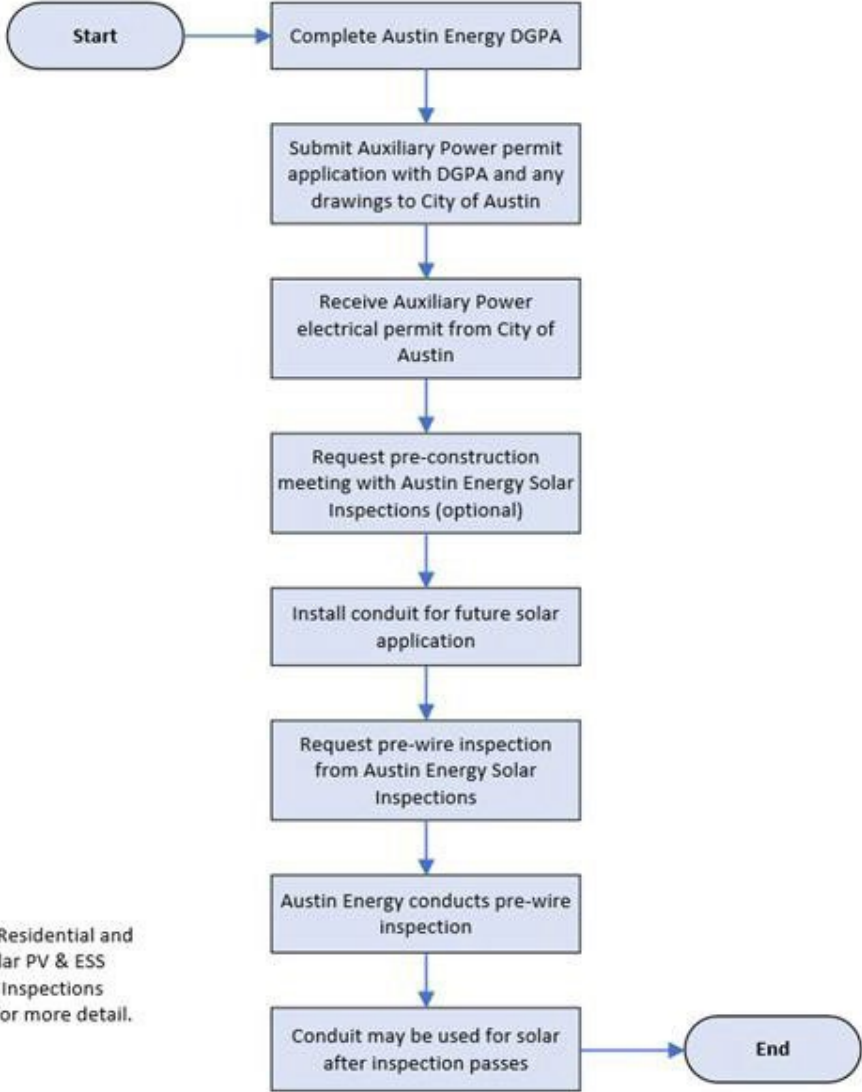 Start
Complete Austin Energy DGPA
Submit Auxiliary Power permit
application with DGPA and any
drawings to City of Austin
Receive Auxiliary Power
electrical permit from City of
Austin
Request pre-construction
meeting with Austin Energy Solar
Inspections (optional)
Install conduit for future solar
application
Request pre-wire inspection
from Austin Energy Solar
Inspections
Austin Energy conducts pre-wire
inspection
Residential and
PV & ESS
Inspections
more detail.
Conduit may be used for solar
after inspection passes
End